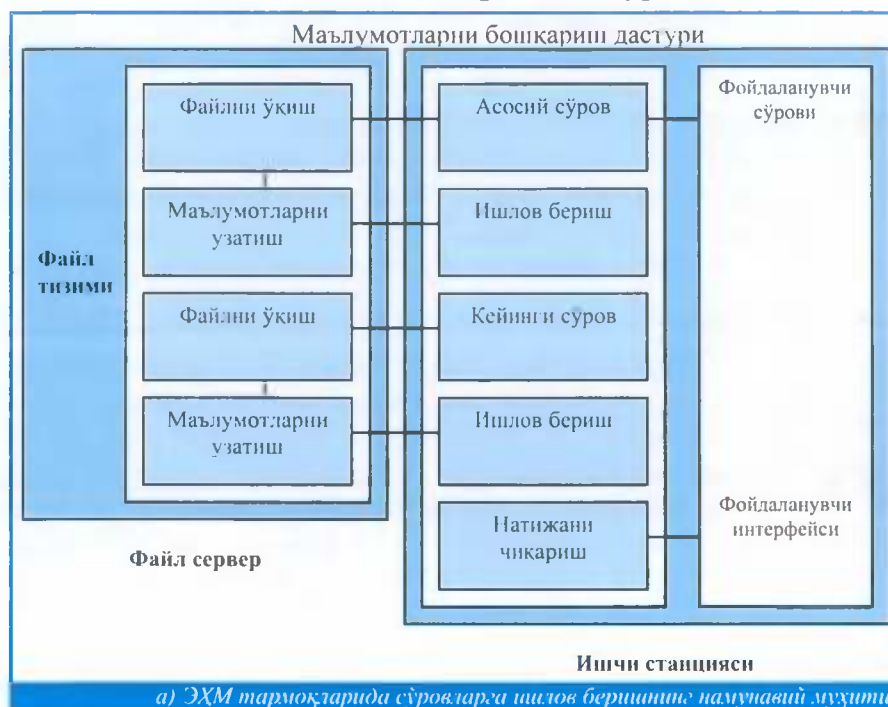 Маълумотларни бошқариш дастури
Файл
тизими
Файлни ўқиш
Маълумотларни
узатиш
Файлни ўқиш
Маълумотларни
узатиш
Файл сервер
Асосий сўров
Ишлов бериш
Кейинги сўров
Ишлов бериш
Натижани
чиқариш
Фойдаланувчи
сўрови
Фойдаланувчи
интерфейси
Ишчи станцияси
а) ЭҲМ тармоқларида сўровларга ишлов беришнинг намунавий муҳити